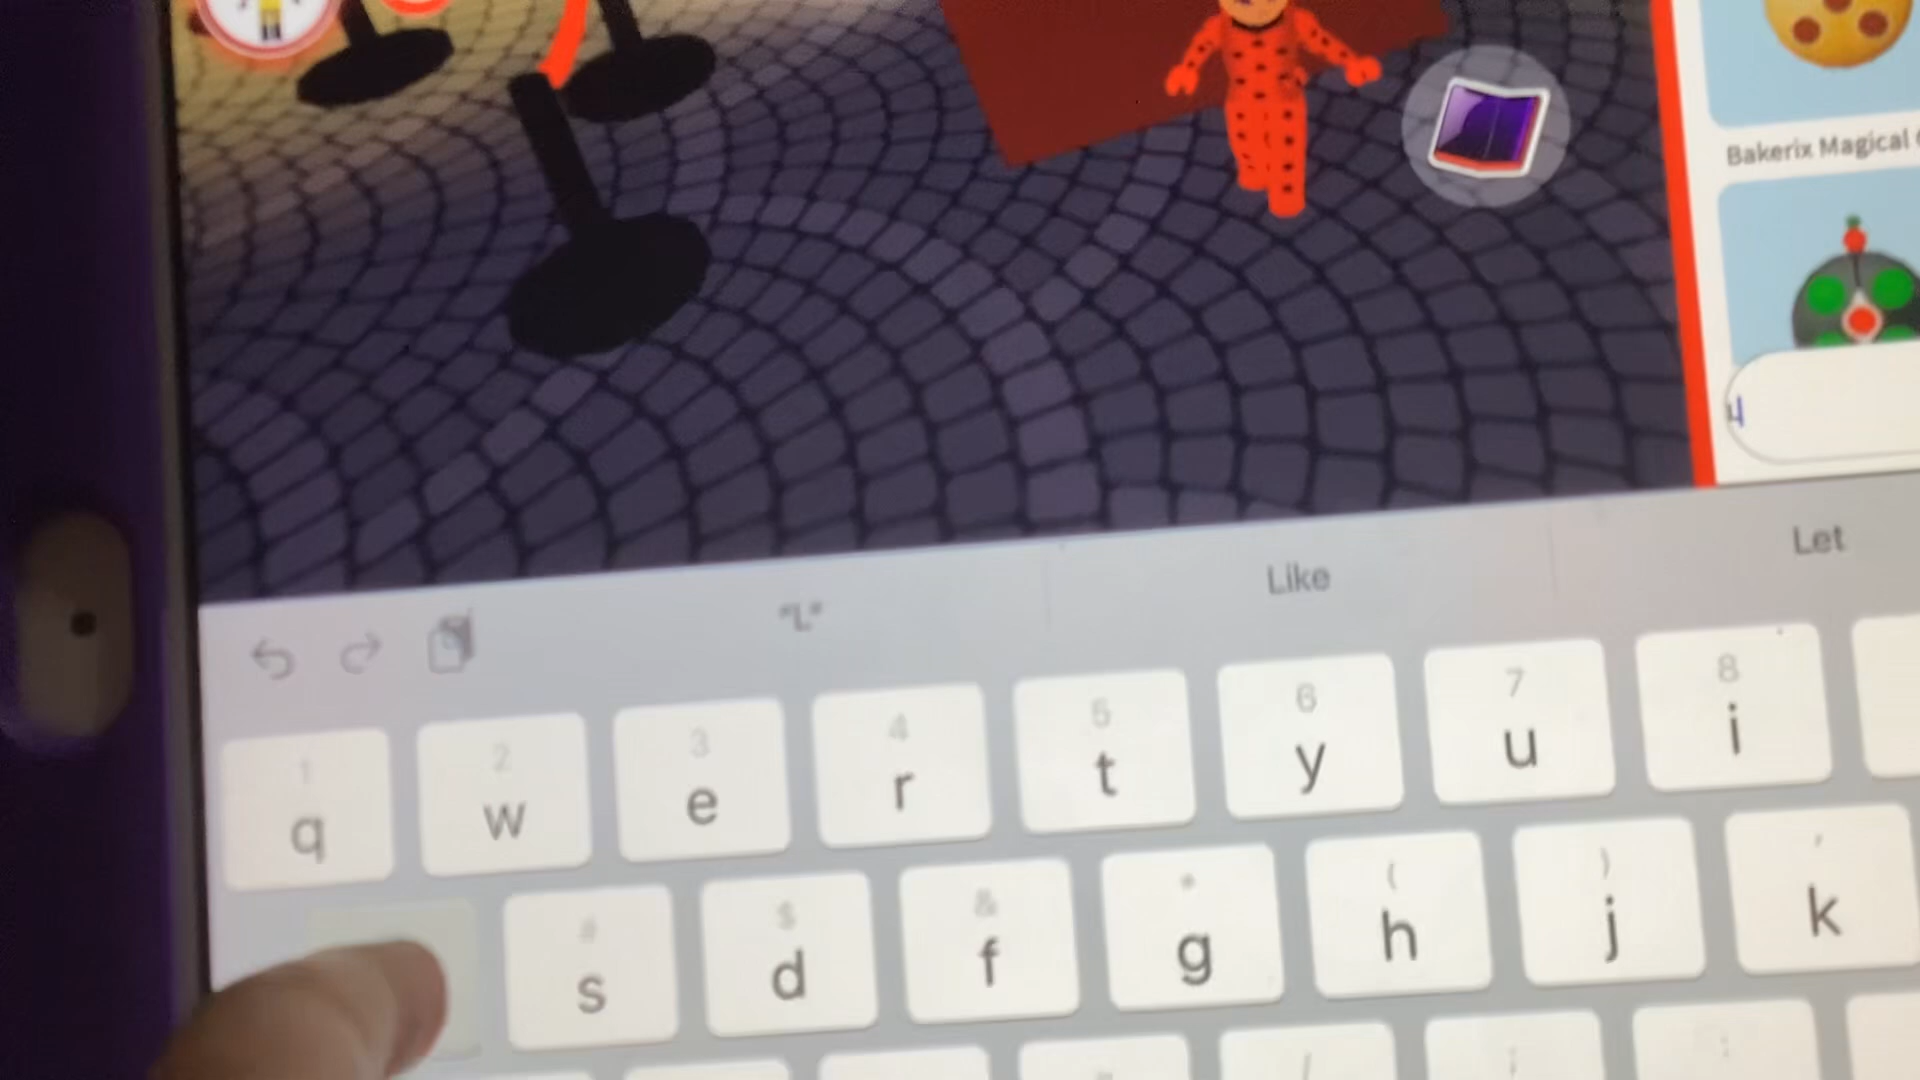 Bakerix Magical
"L" Like Let
1 2 3 4 5 6 7 8
q w e r t y u i
# $ & * ( ) '
s d f g h j k